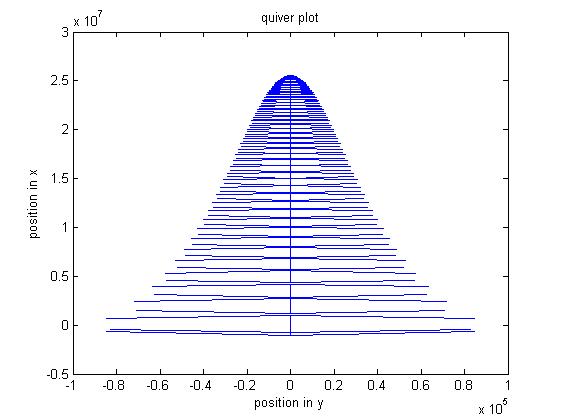 quiver plot
x 10^7
3
2.5
2
1.5
1
0.5
0
-0.5
position in x
-1 -0.8 -0.6 -0.4 -0.2 0 0.2 0.4 0.6 0.8 1
position in y
x 10^5